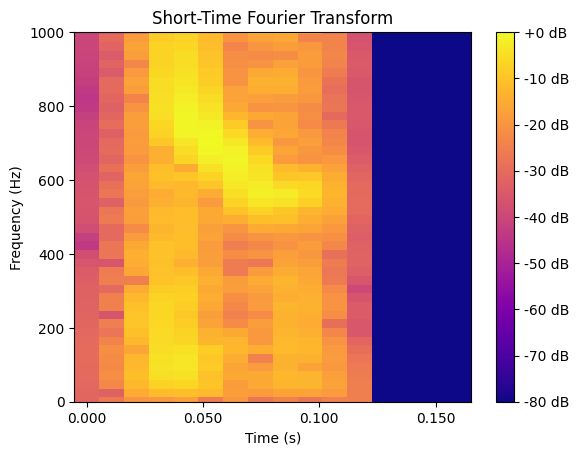 Short-Time Fourier Transform
Frequency (Hz)
1000
800
600
400
200
0
0.000
0.050
0.100
0.150
Time (s)
+0 dB
-10 dB
-20 dB
-30 dB
-40 dB
-50 dB
-60 dB
-70 dB
-80 dB